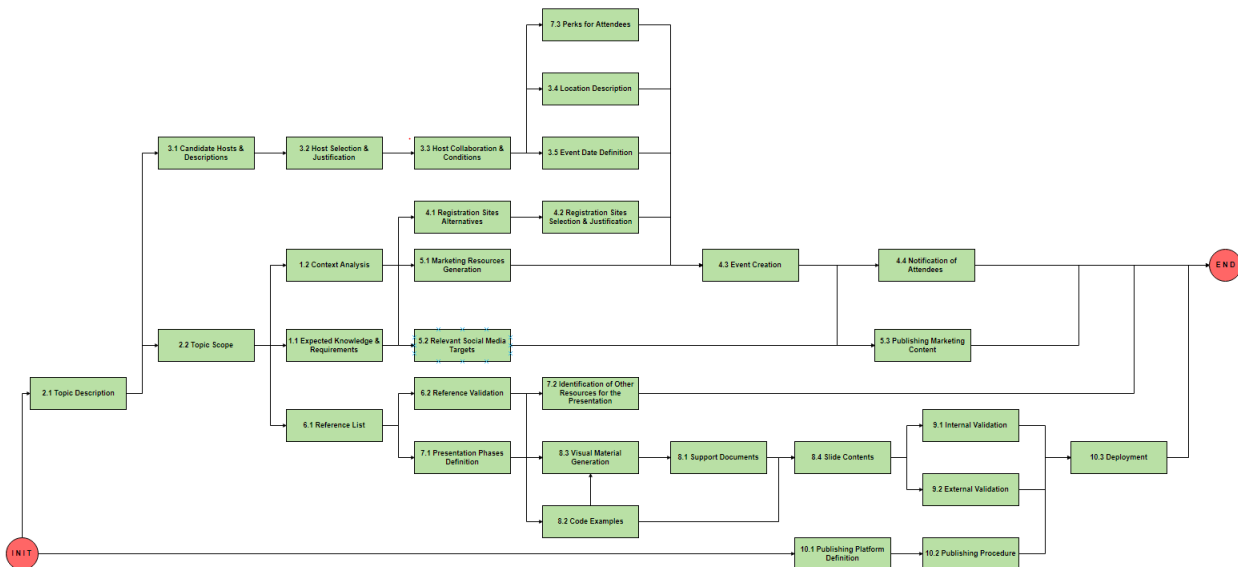 7.3 Perks for Attendees
3.4 Location Description
3.1 Candidate Hosts &
Descriptions
3.2 Host Selection &
Justification
3.3 Host Collaboration &
Conditions
3.5 Event Date Definition
4.1 Registration Sites
Alternatives
4.2 Registration Sites
Selection & Justification
1.2 Context Analysis
5.1 Marketing Resources
Generation
4.3 Event Creation
4.4 Notification of
Attendees
E N D
2.2 Topic Scope
1.1 Expected Knowledge &
Requirements
5.2 Relevant Social Media
Targets
5.3 Publishing Marketing
Content
2.1 Topic Description
6.2 Reference Validation
7.2 Identification of Other
Resources for the
Presentation
6.1 Reference List
9.1 Internal Validation
7.1 Presentation Phases
Definition
8.3 Visual Material
Generation
8.1 Support Documents
8.4 Slide Contents
10.3 Deployment
9.2 External Validation
8.2 Code Examples
I N I T
10.1 Publishing Platform
Definition
10.2 Publishing Procedure